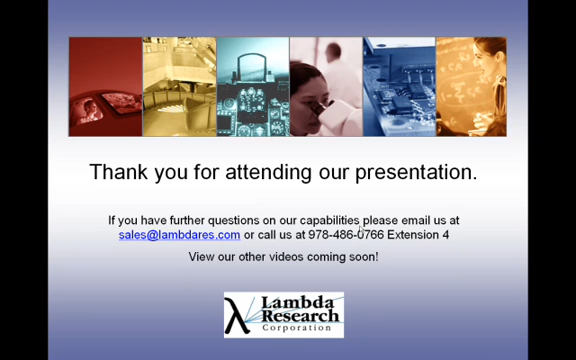 Thank you for attending our presentation.
If you have further questions on our capabilities please email us at
sales@lambdares.com or call us at 978-486-0766 Extension 4
View our other videos coming soon!
λ Lambda
Research
Corporation